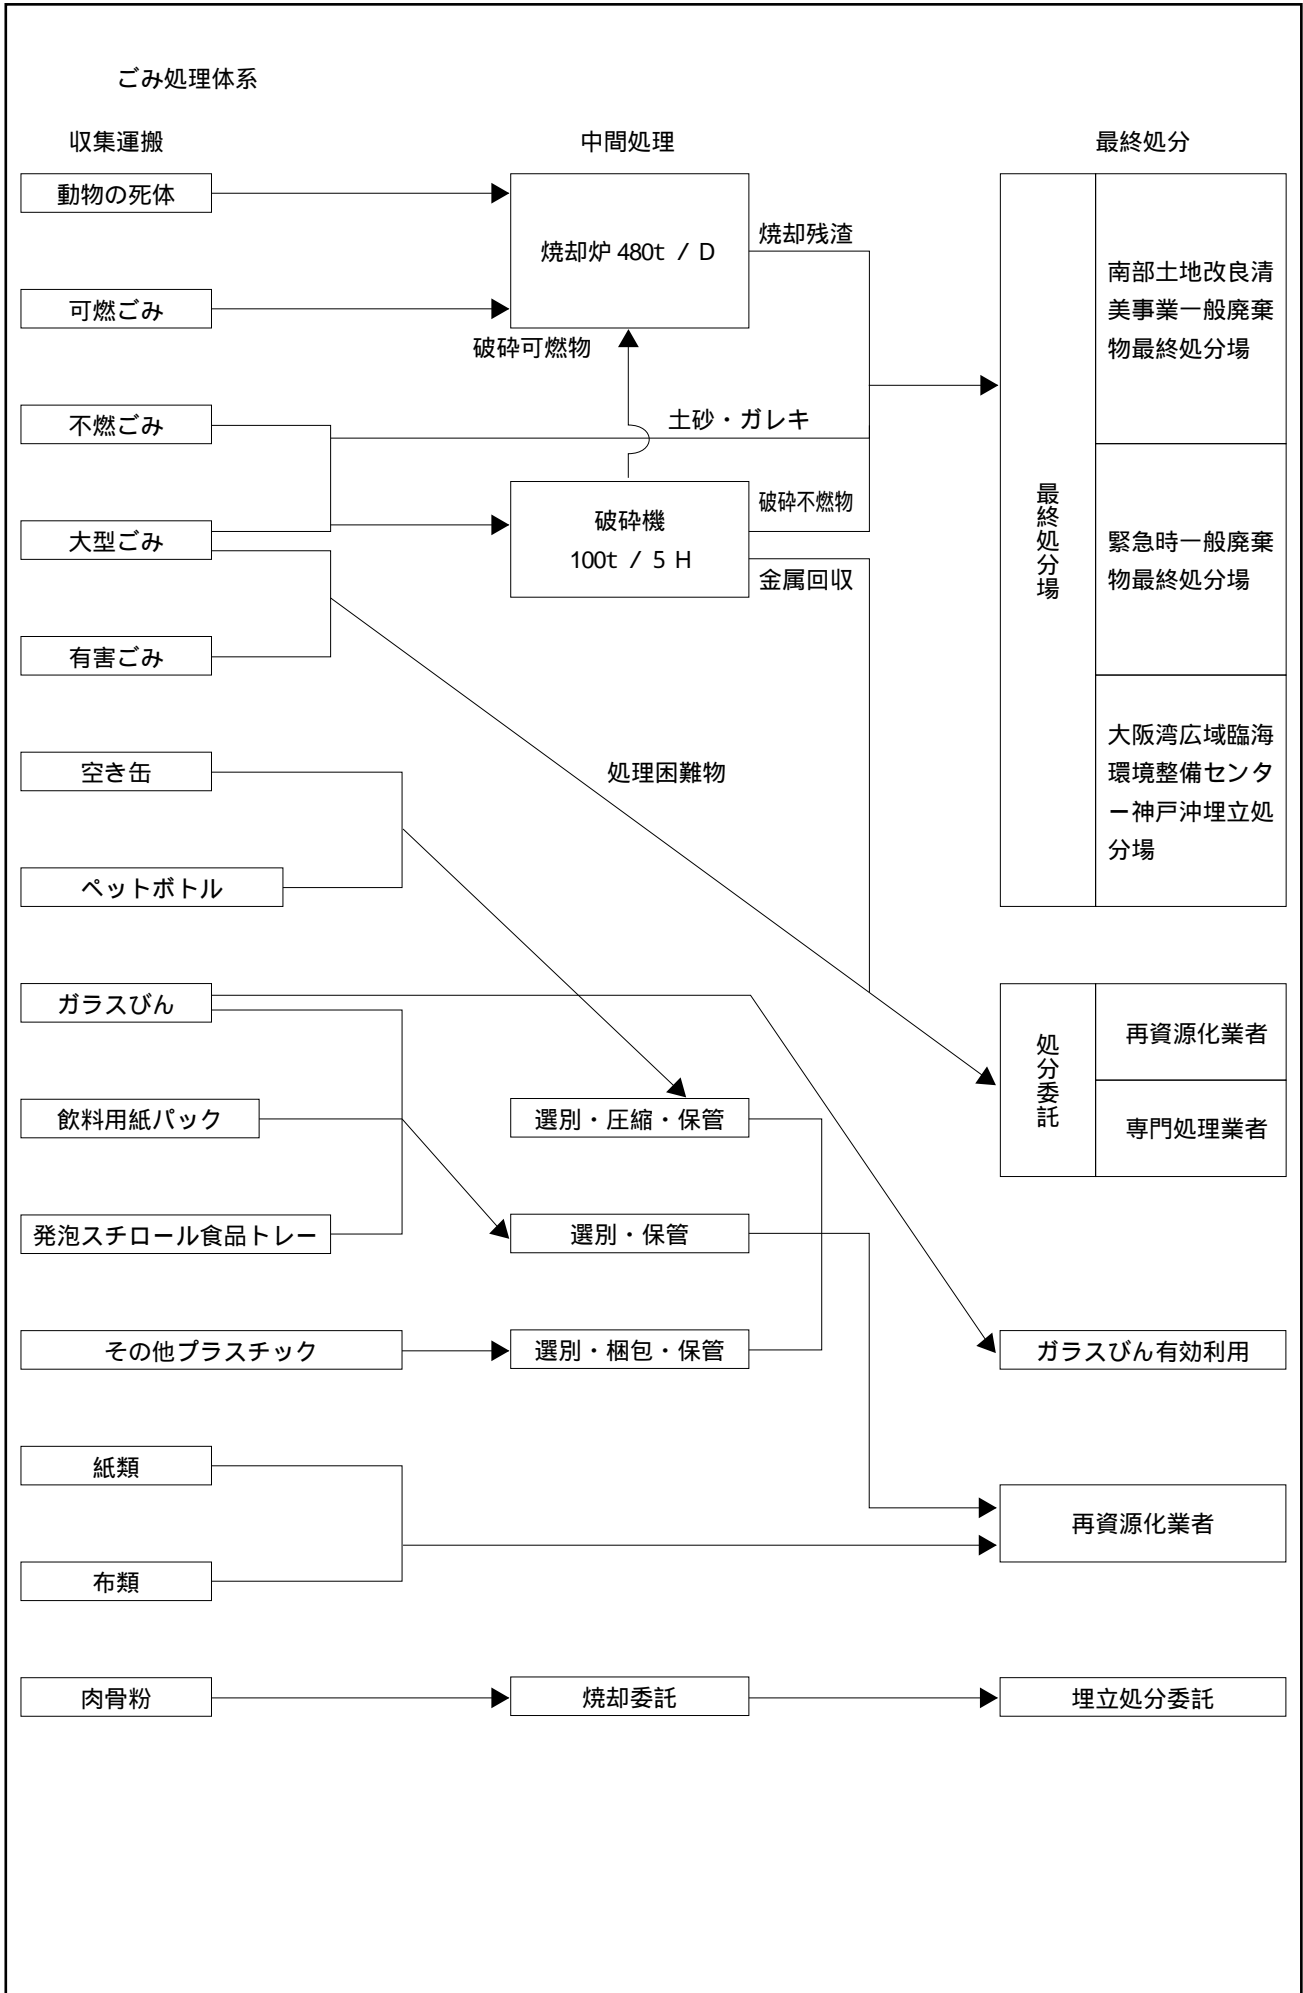 ごみ処理体系
収集運搬
中間処理
最終処分
動物の死体
可燃ごみ
不燃ごみ
大型ごみ
有害ごみ
空き缶
ペットボトル
ガラスびん
飲料用紙パック
発泡スチロール食品トレー
その他プラスチック
紙類
布類
肉骨粉
焼却炉 480t / D
焼却残渣
破砕可燃物
土砂・ガレキ
破砕機
100t / 5 H
破砕不燃物
金属回収
処理困難物
選別・圧縮・保管
選別・保管
選別・梱包・保管
焼却委託
最終処分場
南部土地改良清
美事業一般廃棄
物最終処分場
緊急時一般廃棄
物最終処分場
大阪湾広域臨海
環境整備センタ
ー神戸沖埋立処
分場
処分委託
再資源化業者
専門処理業者
ガラスびん有効利用
再資源化業者
埋立処分委託